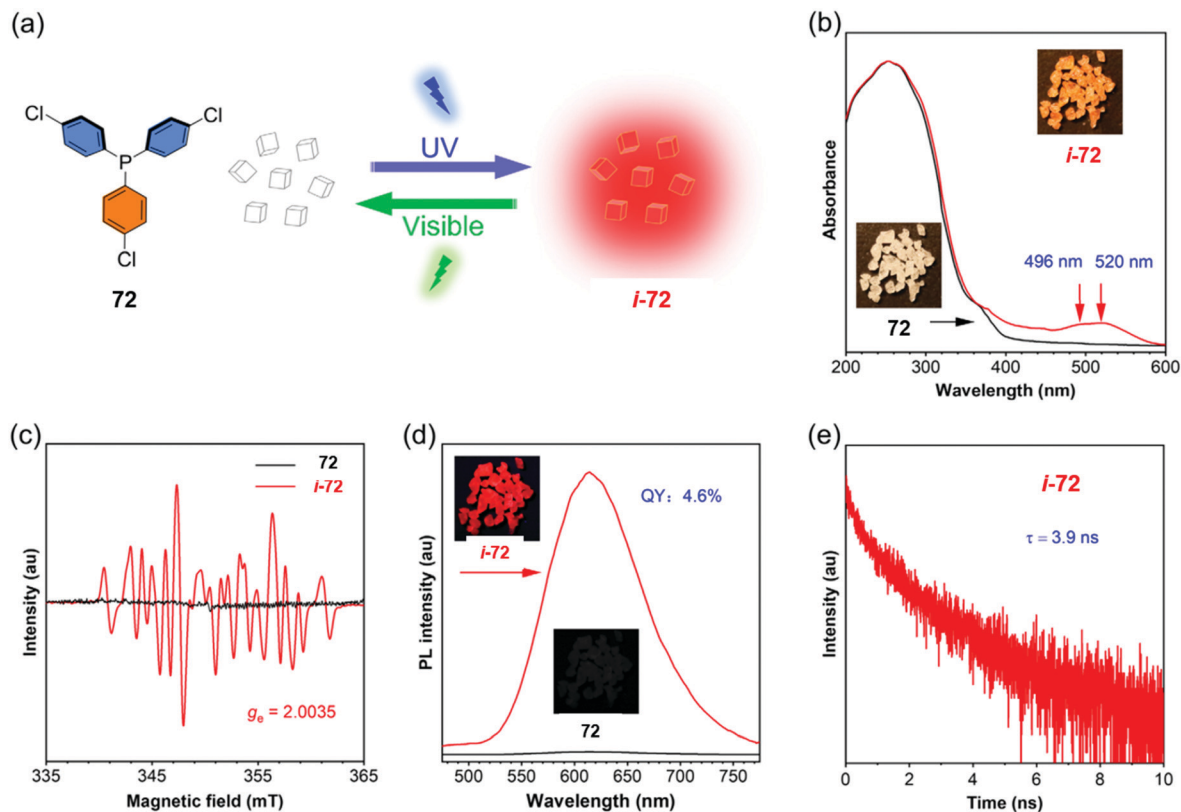 (a)
Cl
Cl
P
Cl
72
UV
Visible
i-72
(b)
Absorbance
i-72
496 nm 520 nm
72
200 300 400 500 600
Wavelength (nm)
(c)
Intensity (au)
72
i-72
ge = 2.0035
335 345 355 365
Magnetic field (mT)
(d)
PL intensity (au)
QY: 4.6%
i-72
72
500 550 600 650 700 750
Wavelength (nm)
(e)
Intensity (au)
i-72
τ = 3.9 ns
0 2 4 6 8 10
Time (ns)